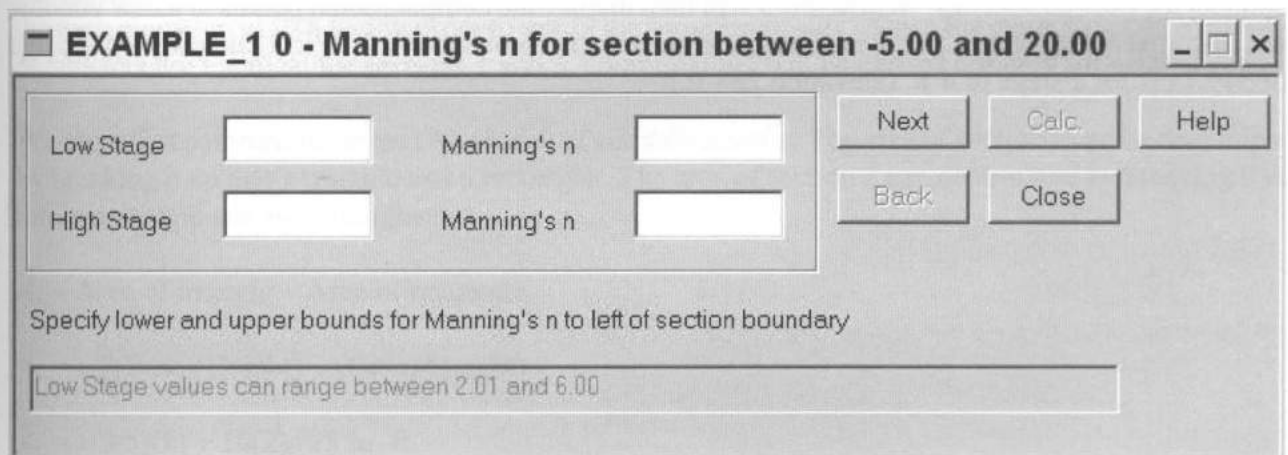 EXAMPLE_1 0 - Manning's n for section between -5.00 and 20.00
Low Stage Manning's n Next Calc. Help
High Stage Manning's n Back Close
Specify lower and upper bounds for Manning's n to left of section boundary
Low Stage values can range between 2.01 and 6.00